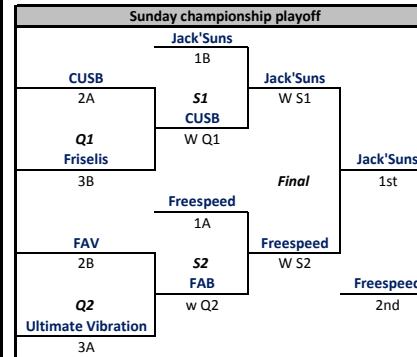 Sunday championship playoff
Jack'Suns
1B
CUSB
Jack'Suns
2A
S1
W S1
CUSB
Q1
W Q1
Friselis
Jack'Suns
3B
Final
1st
Freespeed
1A
FAV
Freespeed
2B
S2
W S2
FAB
Freespeed
Q2
w Q2
2nd
Ultimate Vibration
3A